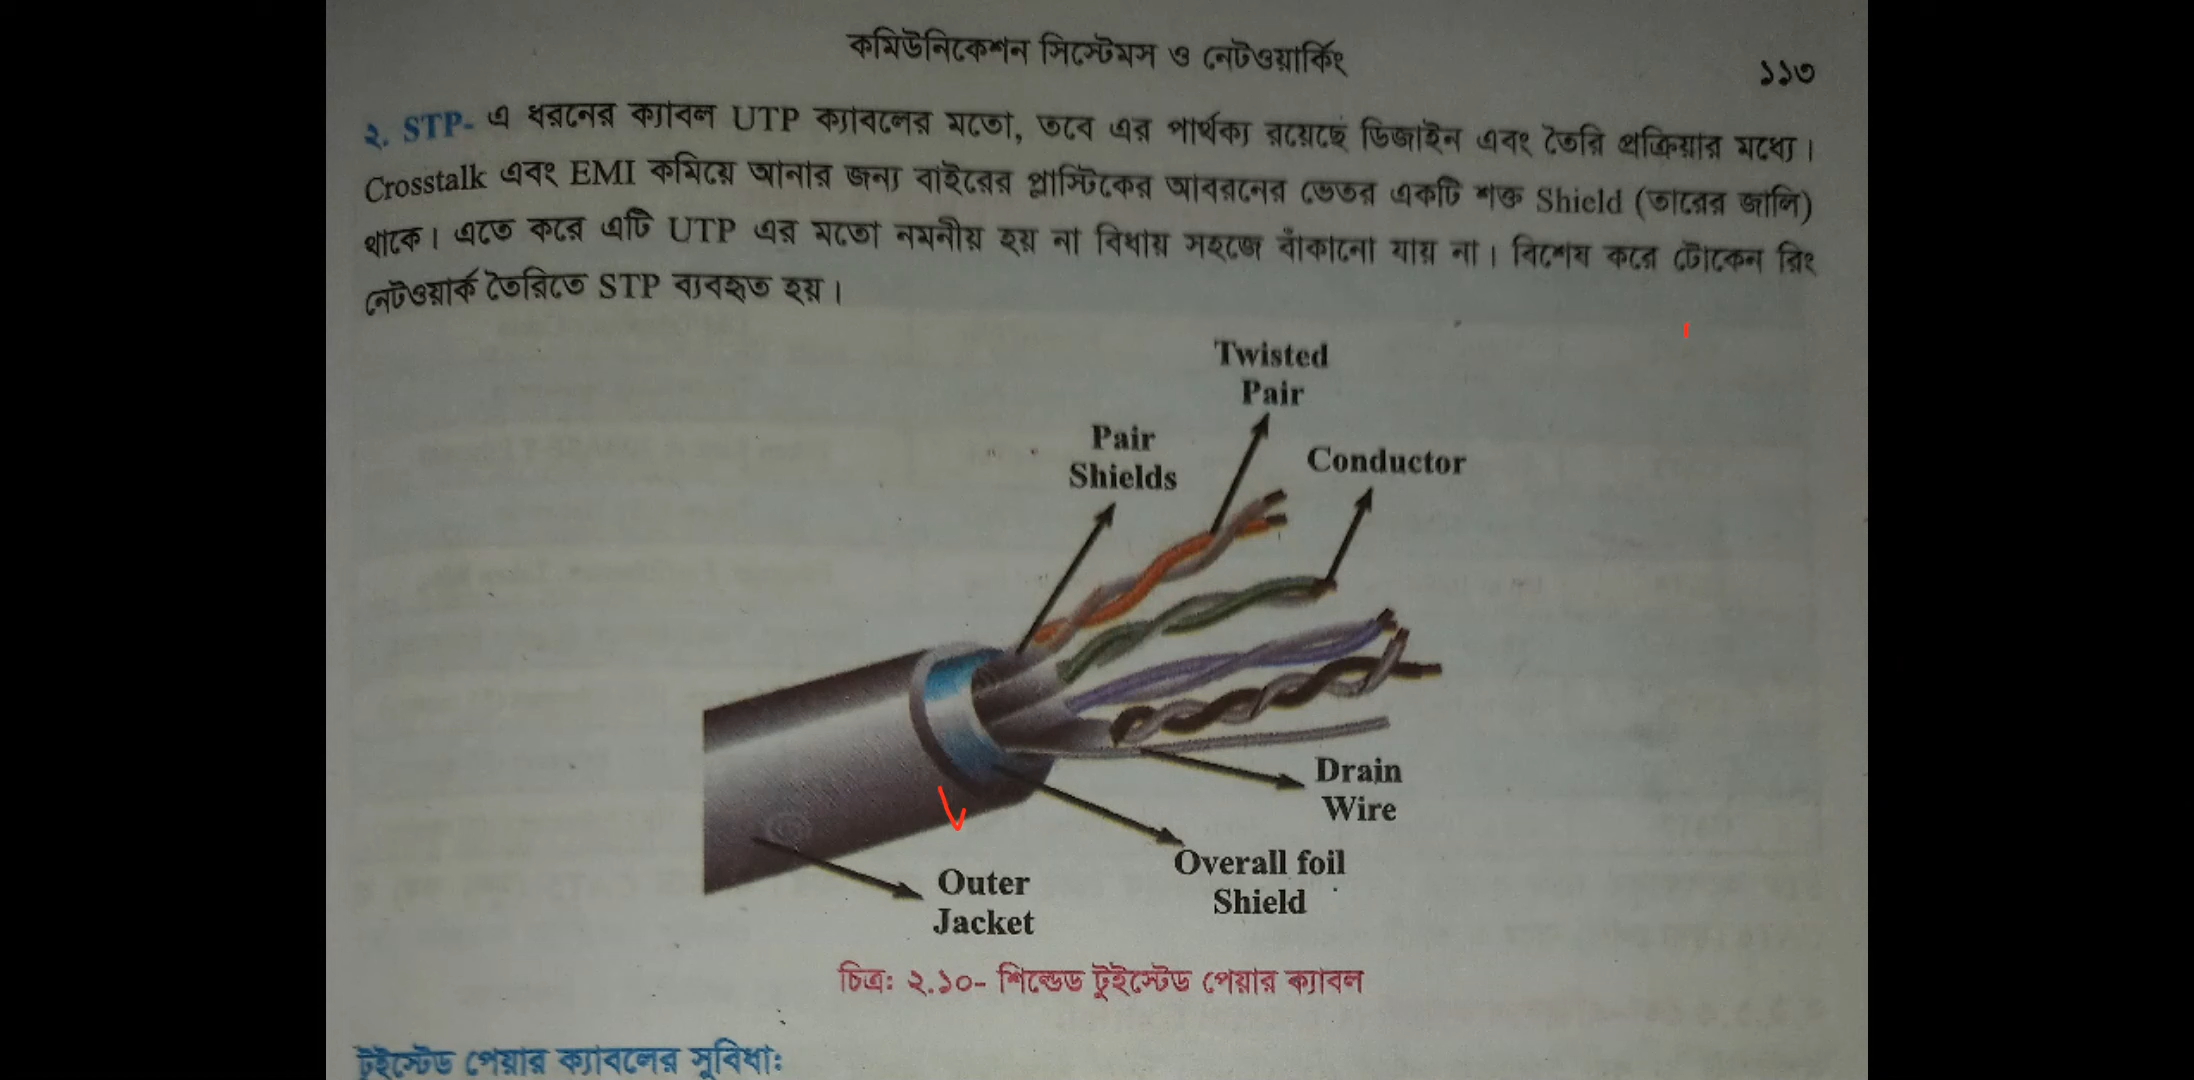 কমিউনিকেশন সিস্টেমস ও নেটওয়ার্কিং
১১৩
২. STP- এ ধরনের ক্যাবল UTP ক্যাবলের মতো, তবে এর পার্থক্য রয়েছে ডিজাইন এবং তৈরি প্রক্রিয়ার মধ্যে।
Crosstalk এবং EMI কমিয়ে আনার জন্য বাইরের প্লাস্টিকের আবরনের ভেতর একটি শক্ত Shield (তারের জালি)
থাকে। এতে করে এটি UTP এর মতো নমনীয় হয় না বিধায় সহজে বাঁকানো যায় না। বিশেষ করে টোকেন রিং
নেটওয়ার্ক তৈরিতে STP ব্যবহৃত হয়।
Twisted
Pair
Pair
Shields
Conductor
Drain
Wire
Overall foil
Shield
Outer
Jacket
চিত্র: ২.১০- শিল্ডেড টুইস্টেড পেয়ার ক্যাবল
টুইস্টেড পেয়ার ক্যাবলের সুবিধা: